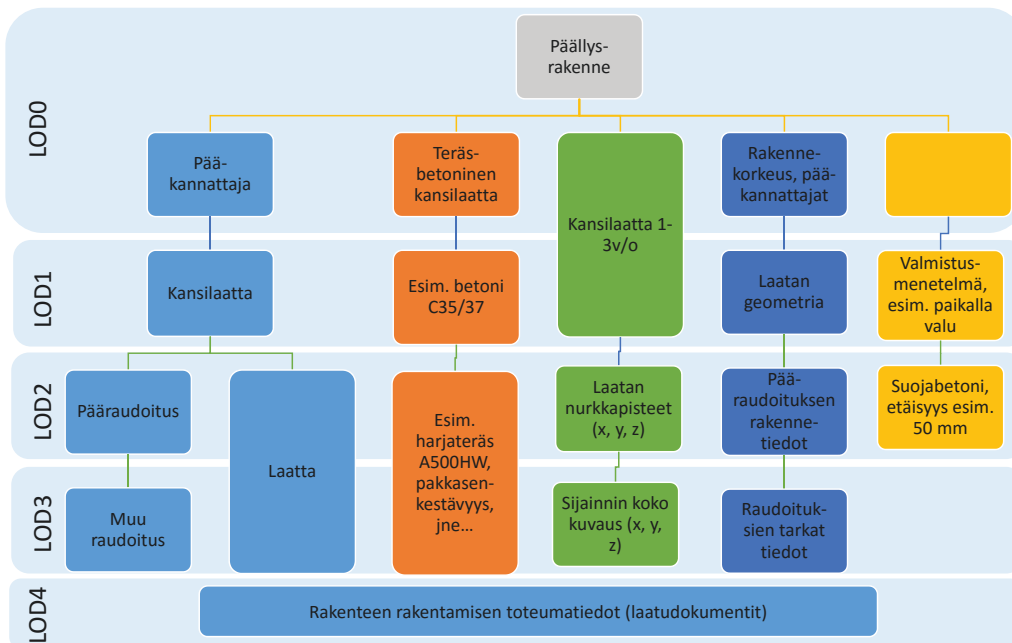 LOD0
Päällys-
rakenne
Pää-
kannattaja
Teräs-
betoninen
kansilaatta
Kansilaatta 1-
3v/o
Rakenne-
korkeus, pää-
kannattajat
LOD1
Kansilaatta
Esim. betoni
C35/37
Laatan
geometria
Valmistus-
menetelmä,
esim. paikalla
valu
LOD2
Pääraudoitus
Laatta
Esim.
harjateräs
A500HW,
pakkasen-
kestävyys,
jne...
Laatan
nurkkapisteet
(x, y, z)
Pää-
raudoituksen
rakenne-
tiedot
Suojabetoni,
etäisyys esim.
50 mm
LOD3
Muu
raudoitus
Sijainnin koko
kuvaus (x, y,
z)
Raudoituk-
sien tarkat
tiedot
LOD4
Rakenteen rakentamisen toteumatiedot (laatudokumentit)